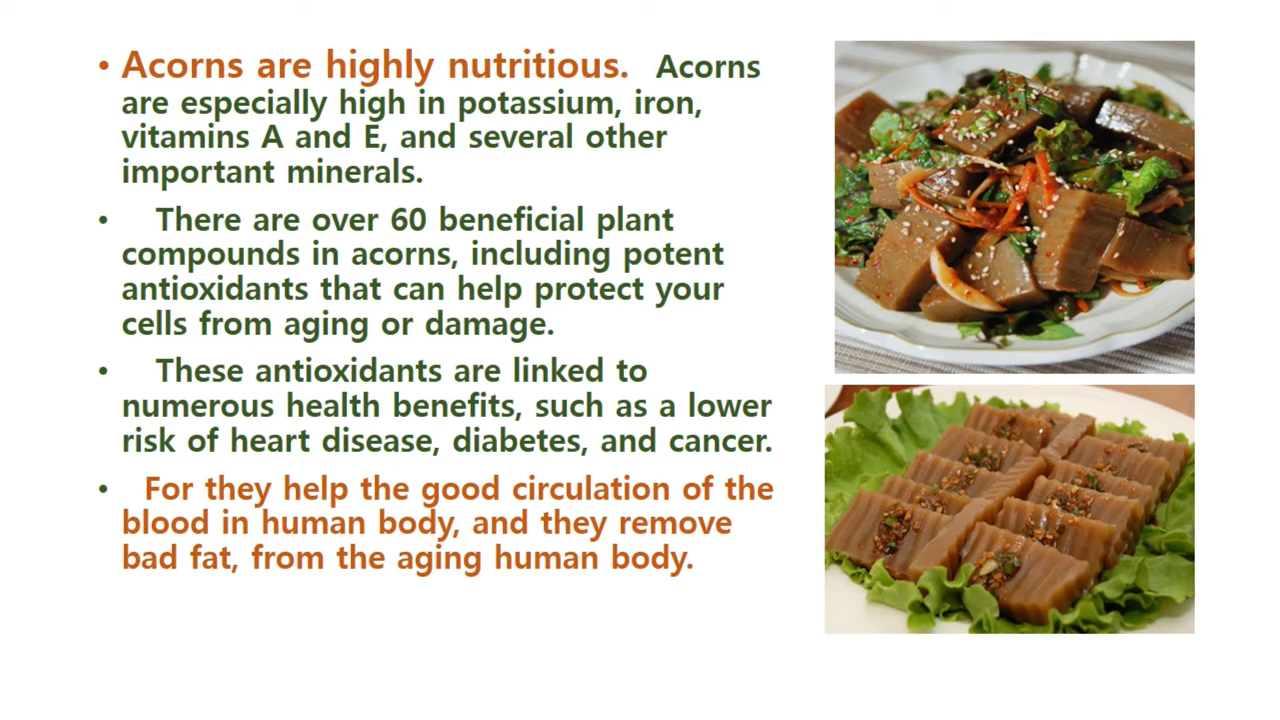 • Acorns are highly nutritious. Acorns
are especially high in potassium, iron,
vitamins A and E, and several other
important minerals.
• There are over 60 beneficial plant
compounds in acorns, including potent
antioxidants that can help protect your
cells from aging or damage.
• These antioxidants are linked to
numerous health benefits, such as a lower
risk of heart disease, diabetes, and cancer.
• For they help the good circulation of the
blood in human body, and they remove
bad fat, from the aging human body.